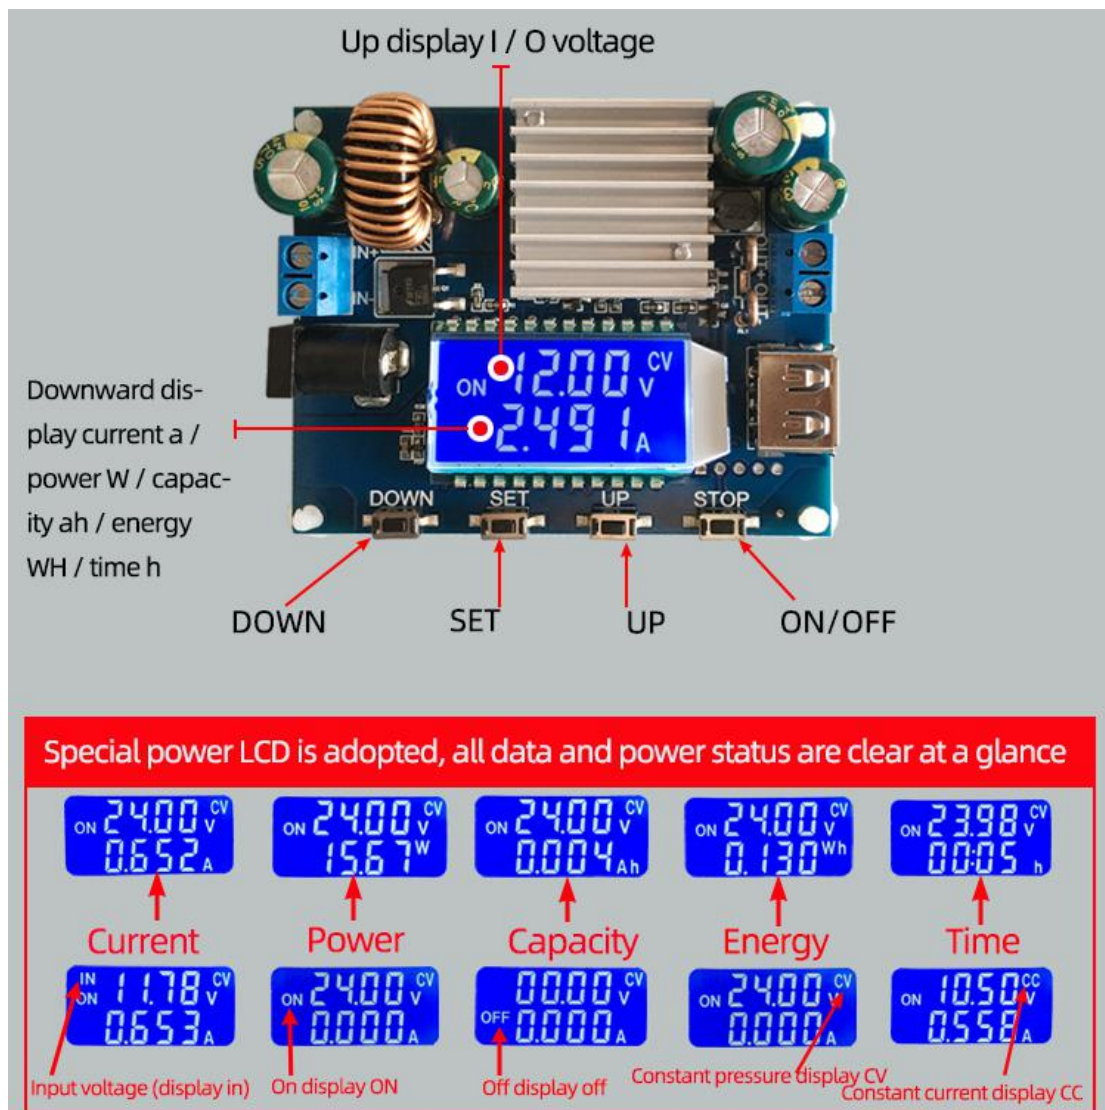 Up display I / O voltage
IN+
IN-
OUT+
OUT-
12.00 V CV
ON
2.491 A
Downward dis-
play current a /
power W / capac-
ity ah / energy
WH / time h
DOWN SET UP STOP
DOWN SET UP ON/OFF
Special power LCD is adopted, all data and power status are clear at a glance
ON 24.00 V CV
0.652 A
ON 24.00 V CV
15.67 W
ON 24.00 V CV
0.004 Ah
ON 24.00 V CV
0.130 Wh
ON 23.98 V CV
00:05 h
Current Power Capacity Energy Time
IN ON 11.78 V CV
0.653 A
ON 24.00 V CV
0.000 A
00.00 V CV
OFF 0.000 A
ON 24.00 V CV
0.000 A
ON 10.50 V CC
0.558 A
Input voltage (display in)
On display ON
Off display off
Constant pressure display CV
Constant current display CC